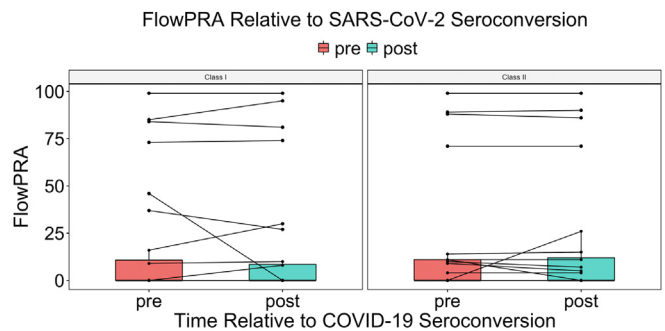 FlowPRA Relative to SARS-CoV-2 Seroconversion
pre post
Class I Class II
100
75
50
25
0
FlowPRA
pre post pre post
Time Relative to COVID-19 Seroconversion